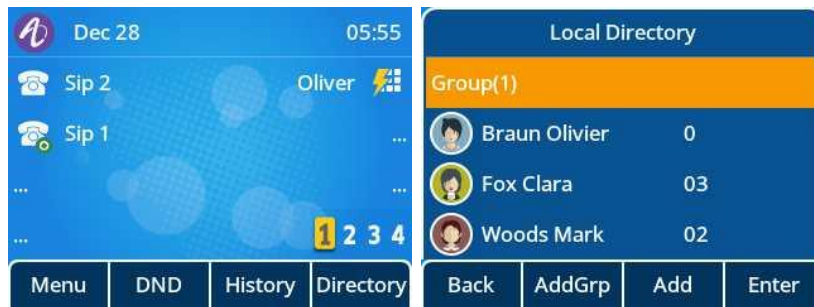 Dec 28 05:55
Sip 2 Oliver
Sip 1 ...
... ...
... 1 2 3 4
Menu DND History Directory
Local Directory
Group(1)
Braun Olivier 0
Fox Clara 03
Woods Mark 02
Back AddGrp Add Enter